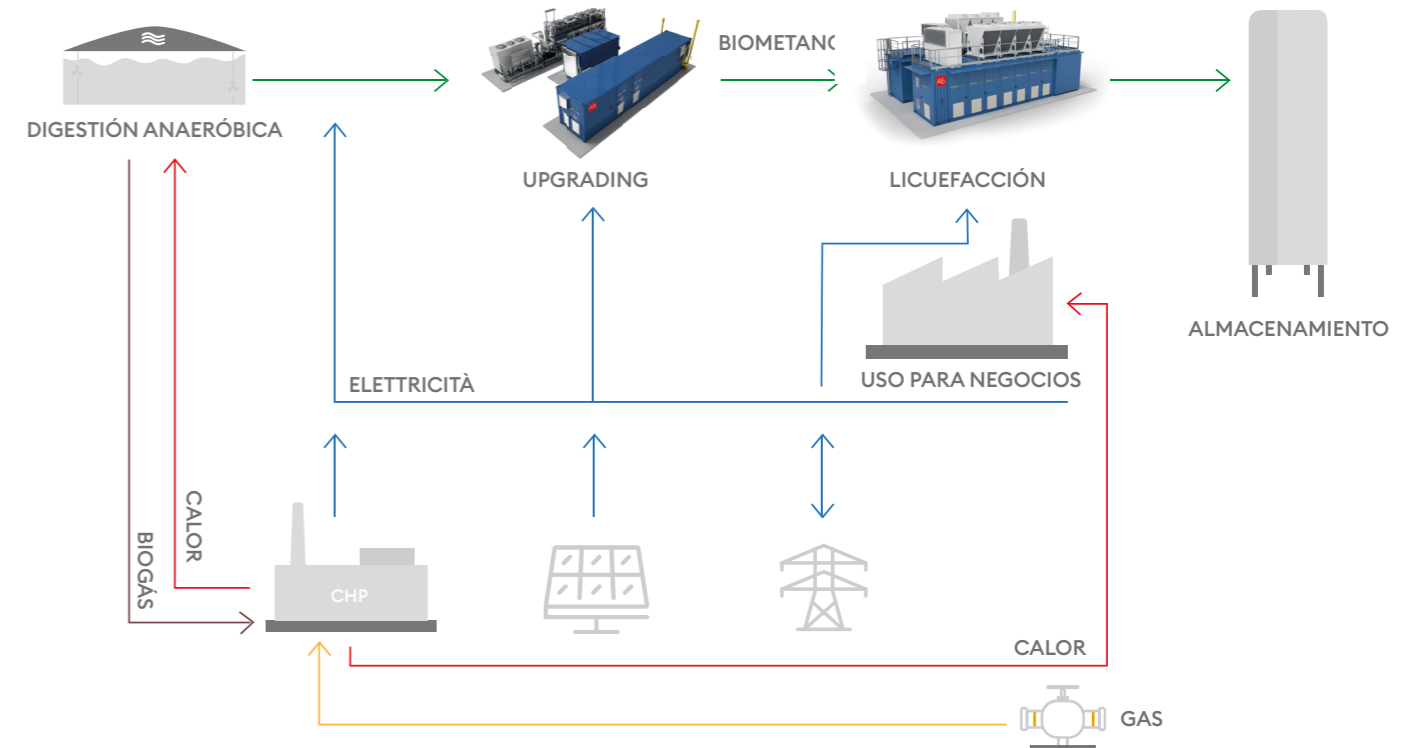 BIOMETANO
DIGESTIÓN ANAERÓBICA
UPGRADING
LICUEFACCIÓN
ALMACENAMIENTO
ELETTRICITÀ
USO PARA NEGOCIOS
CALOR
BIOGÁS
CHP
CALOR
GAS